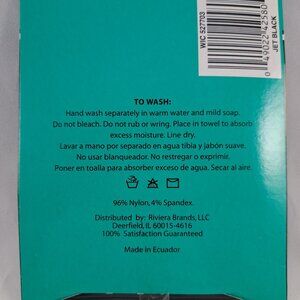 WIC 527703
0 49022 42580
JET BLACK
TO WASH:
Hand wash separately in warm water and mild soap.
Do not bleach. Do not rub or wring. Place in towel to absorb
excess moisture. Line dry.
Lavar a mano por separado en agua tibia y jabón suave.
No usar blanqueador. No restregar o exprimir.
Poner en toalla para absorber exceso de agua. Secar al aire.
96% Nylon, 4% Spandex.
Distributed by: Riviera Brands, LLC
Deerfield, IL 60015-4616
100% Satisfaction Guaranteed
Made in Ecuador